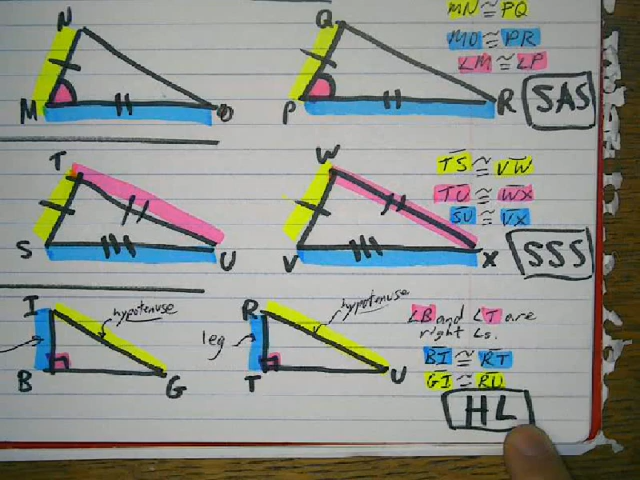 N
Q
MN ≅ PQ
MO ≅ PR
∠M ≅ ∠P
M
O
P
R
SAS
T
W
TS ≅ VW
TU ≅ WX
SU ≅ VX
S
U
V
X
SSS
I
hypotenuse
R
hypotenuse
∠B and ∠T are
right ∠s.
leg
BI ≅ RT
GI ≅ RU
B
G
T
U
HL